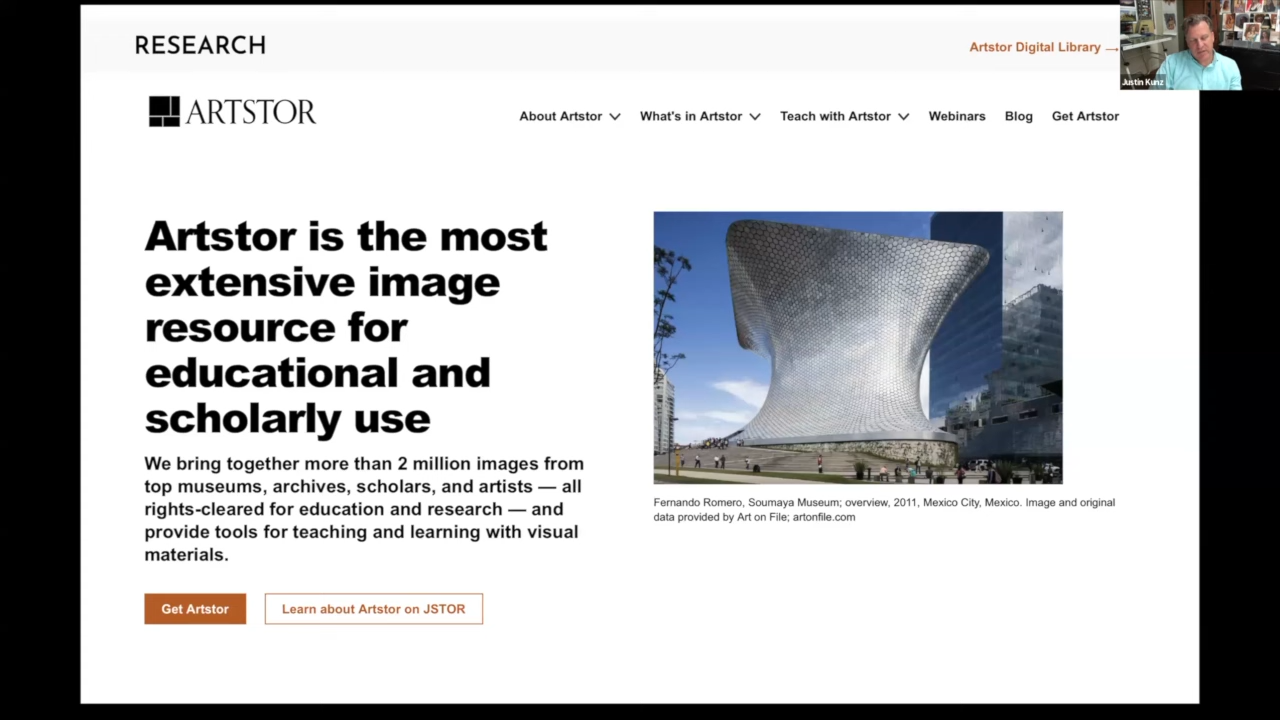 RESEARCH
Artstor Digital Library →
Justin Kunz
ARTSTOR
About Artstor What's in Artstor Teach with Artstor Webinars Blog Get Artstor
Artstor is the most
extensive image
resource for
educational and
scholarly use
We bring together more than 2 million images from
top museums, archives, scholars, and artists — all
rights-cleared for education and research — and
provide tools for teaching and learning with visual
materials.
Get Artstor
Learn about Artstor on JSTOR
Fernando Romero, Soumaya Museum; overview, 2011, Mexico City, Mexico. Image and original
data provided by Art on File; artonfile.com